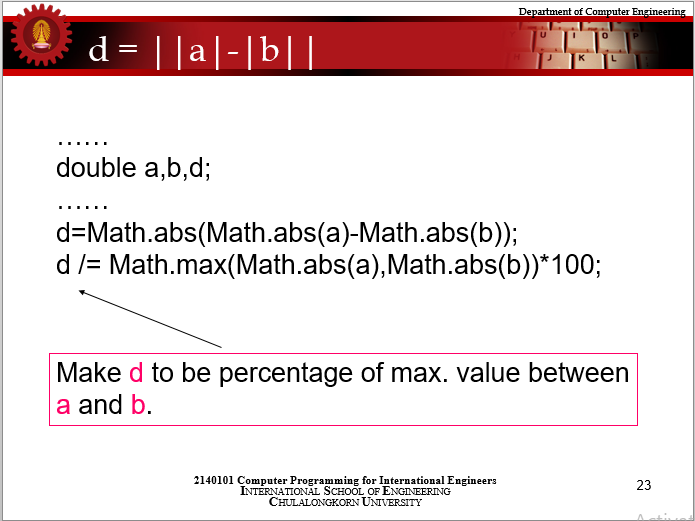 Department of Computer Engineering
d = ||a|-|b||
......
double a,b,d;
......
d=Math.abs(Math.abs(a)-Math.abs(b));
d /= Math.max(Math.abs(a),Math.abs(b))*100;
Make d to be percentage of max. value between
a and b.
2140101 Computer Programming for International Engineers
INTERNATIONAL SCHOOL OF ENGINEERING
CHULALONGKORN UNIVERSITY
23